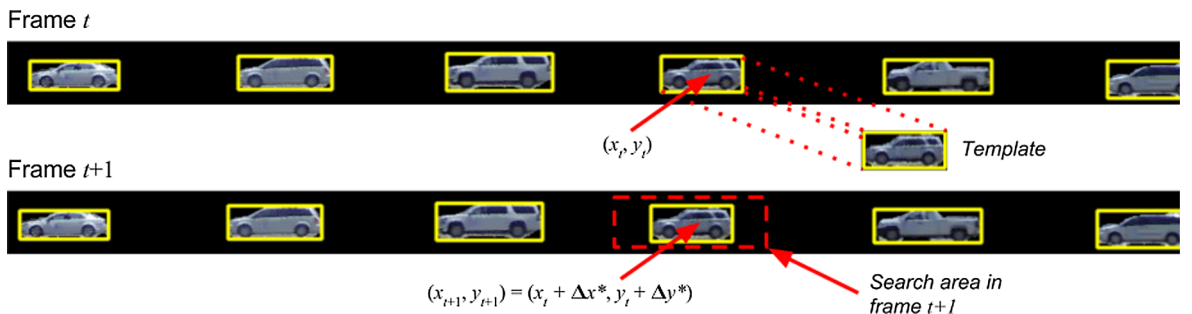 Frame t
(xₜ, yₜ)
Template
Frame t+1
(xₜ₊₁, yₜ₊₁) = (xₜ + Δx*, yₜ + Δy*)
Search area in
frame t+1